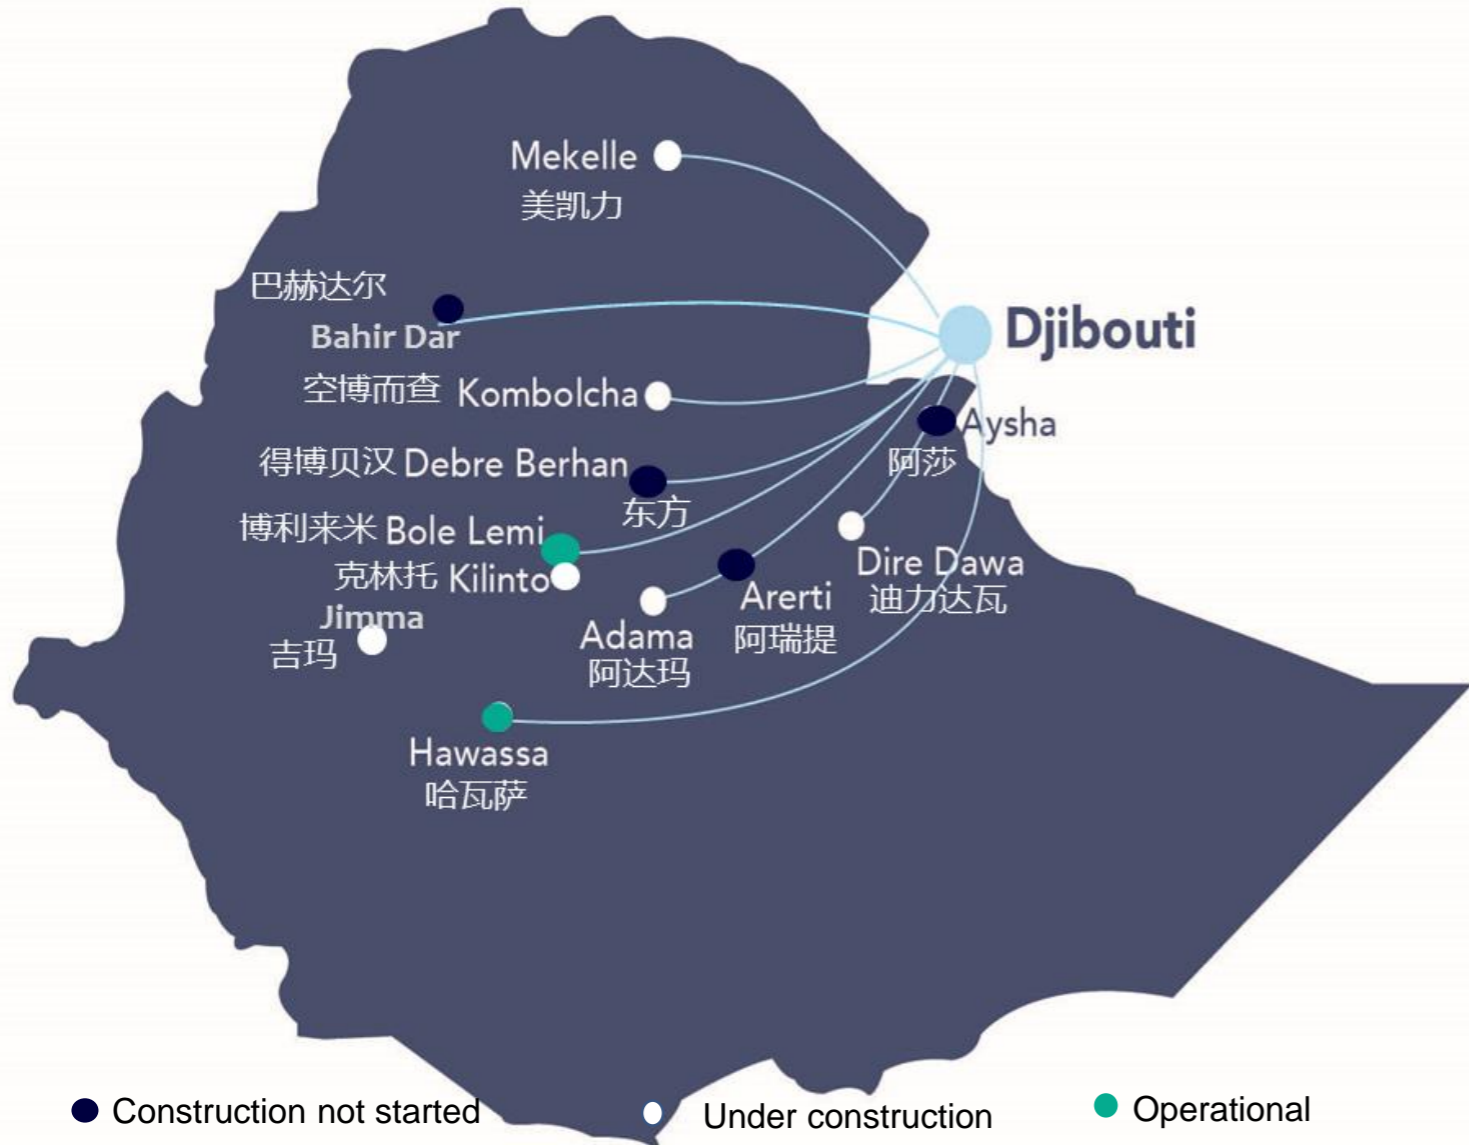 Mekelle
美凯力
巴赫达尔
Bahir Dar
Djibouti
空博而查 Kombolcha
Aysha
阿莎
得博贝汉 Debre Berhan
东方
博利来米 Bole Lemi
克林托 Kilinto
Dire Dawa
迪力达瓦
Jimma
吉玛
Arerti
阿瑞提
Adama
阿达玛
Hawassa
哈瓦萨
Construction not started
Under construction
Operational